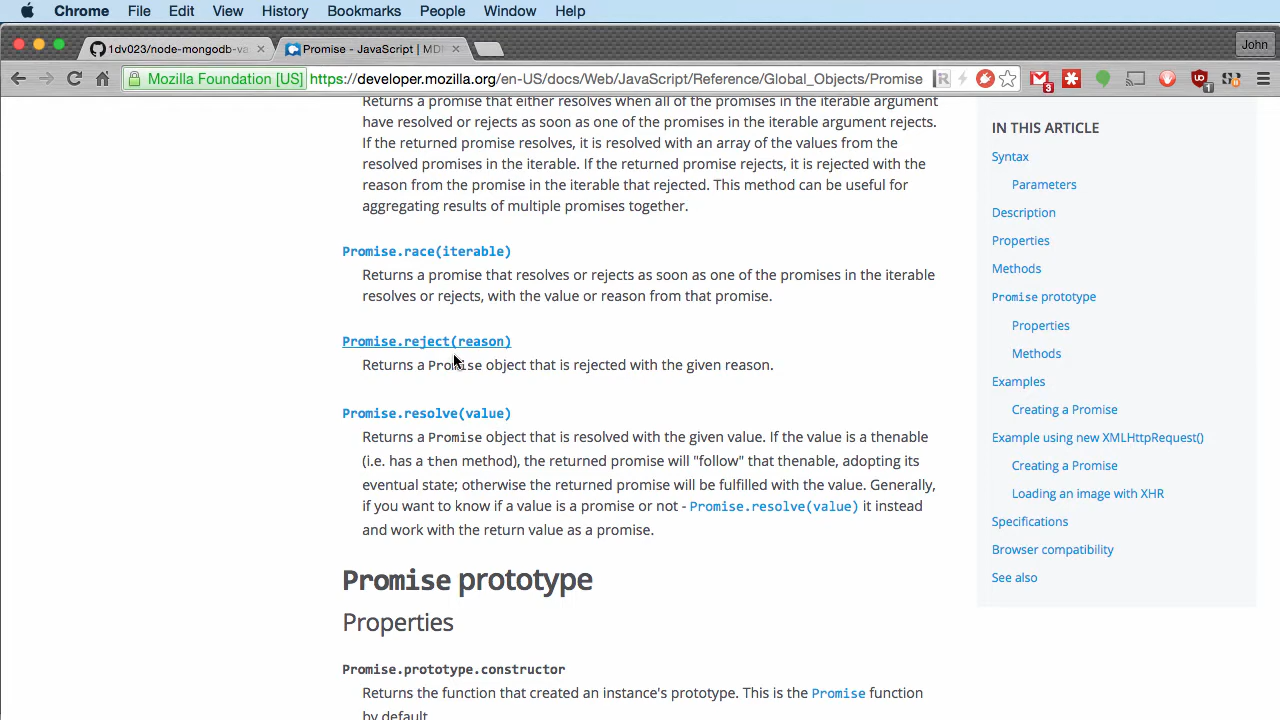 Chrome File Edit View History Bookmarks People Window Help
1dv023/node-mongodb-va
Promise - JavaScript | MD
John
Mozilla Foundation [US] https://developer.mozilla.org/en-US/docs/Web/JavaScript/Reference/Global_Objects/Promise
3
1
Returns a promise that either resolves when all of the promises in the iterable argument
have resolved or rejects as soon as one of the promises in the iterable argument rejects.
If the returned promise resolves, it is resolved with an array of the values from the
resolved promises in the iterable. If the returned promise rejects, it is rejected with the
reason from the promise in the iterable that rejected. This method can be useful for
aggregating results of multiple promises together.
Promise.race(iterable)
Returns a promise that resolves or rejects as soon as one of the promises in the iterable
resolves or rejects, with the value or reason from that promise.
Promise.reject(reason)
Returns a Promise object that is rejected with the given reason.
Promise.resolve(value)
Returns a Promise object that is resolved with the given value. If the value is a thenable
(i.e. has a then method), the returned promise will "follow" that thenable, adopting its
eventual state; otherwise the returned promise will be fulfilled with the value. Generally,
if you want to know if a value is a promise or not - Promise.resolve(value) it instead
and work with the return value as a promise.
Promise prototype
Properties
Promise.prototype.constructor
Returns the function that created an instance's prototype. This is the Promise function
by default.
IN THIS ARTICLE
Syntax
Parameters
Description
Properties
Methods
Promise prototype
Properties
Methods
Examples
Creating a Promise
Example using new XMLHttpRequest()
Creating a Promise
Loading an image with XHR
Specifications
Browser compatibility
See also